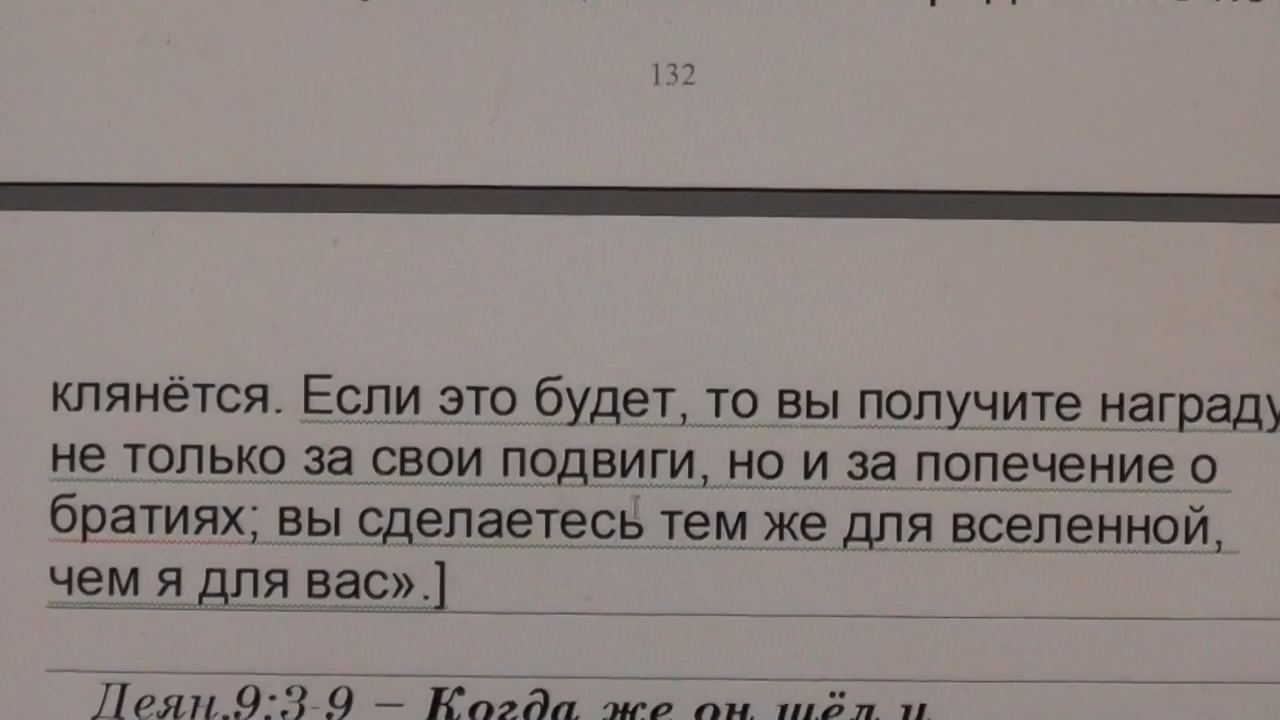 132
клянётся. Если это будет, то вы получите награду
не только за свои подвиги, но и за попечение о
братиях; вы сделаетесь тем же для вселенной,
чем я для вас».]
Деян.9:3-9 – Когда же он шёл и